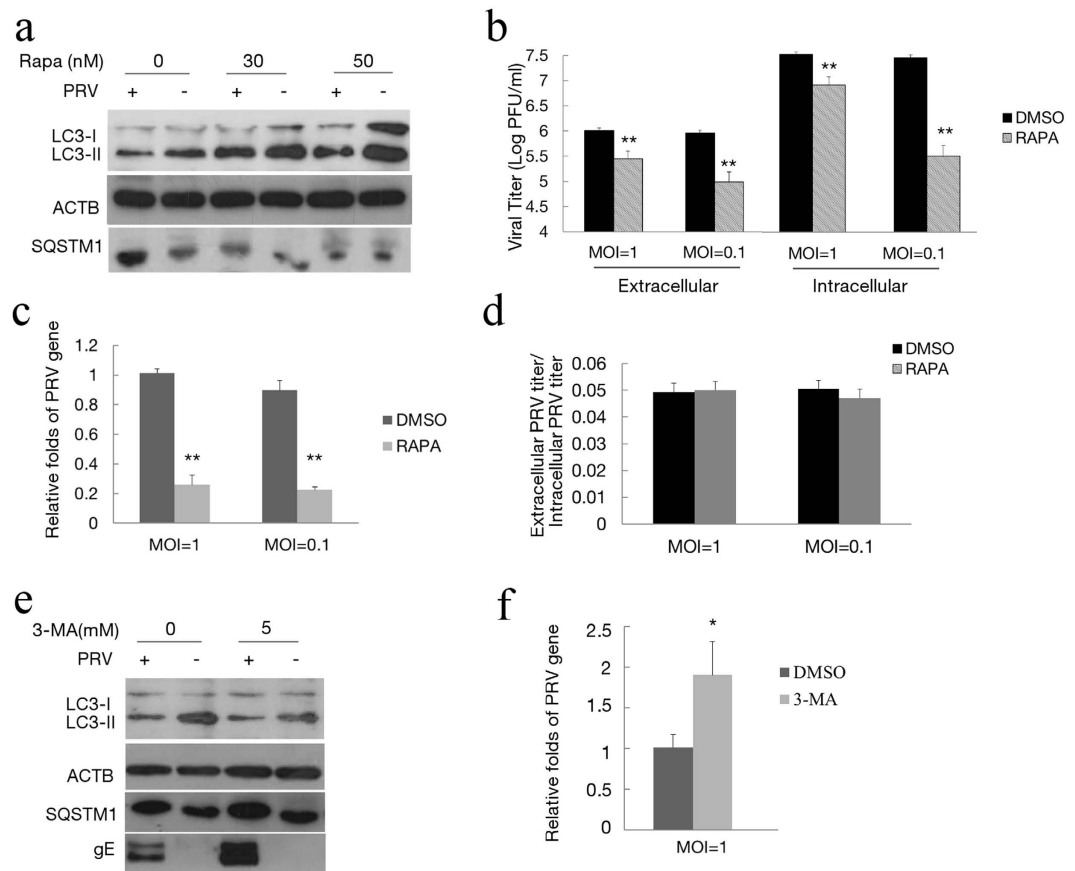 a
Rapa (nM) 0 30 50
PRV + - + - + -
LC3-I
LC3-II
ACTB
SQSTM1
b
Viral Titer (Log PFU/ml)
7.5
7
6.5
6
5.5
5
4.5
4
** ** ** **
MOI=1 MOI=0.1 MOI=1 MOI=0.1
Extracellular Intracellular
DMSO
RAPA
c
Relative folds of PRV gene
1.2
1
0.8
0.6
0.4
0.2
0
** **
MOI=1 MOI=0.1
DMSO
RAPA
d
Extracellular PRV titer/
Intracellular PRV titer
0.06
0.05
0.04
0.03
0.02
0.01
0
MOI=1 MOI=0.1
DMSO
RAPA
e
3-MA(mM) 0 5
PRV + - + -
LC3-I
LC3-II
ACTB
SQSTM1
gE
f
Relative folds of PRV gene
2.5
2
1.5
1
0.5
0
*
MOI=1
DMSO
3-MA